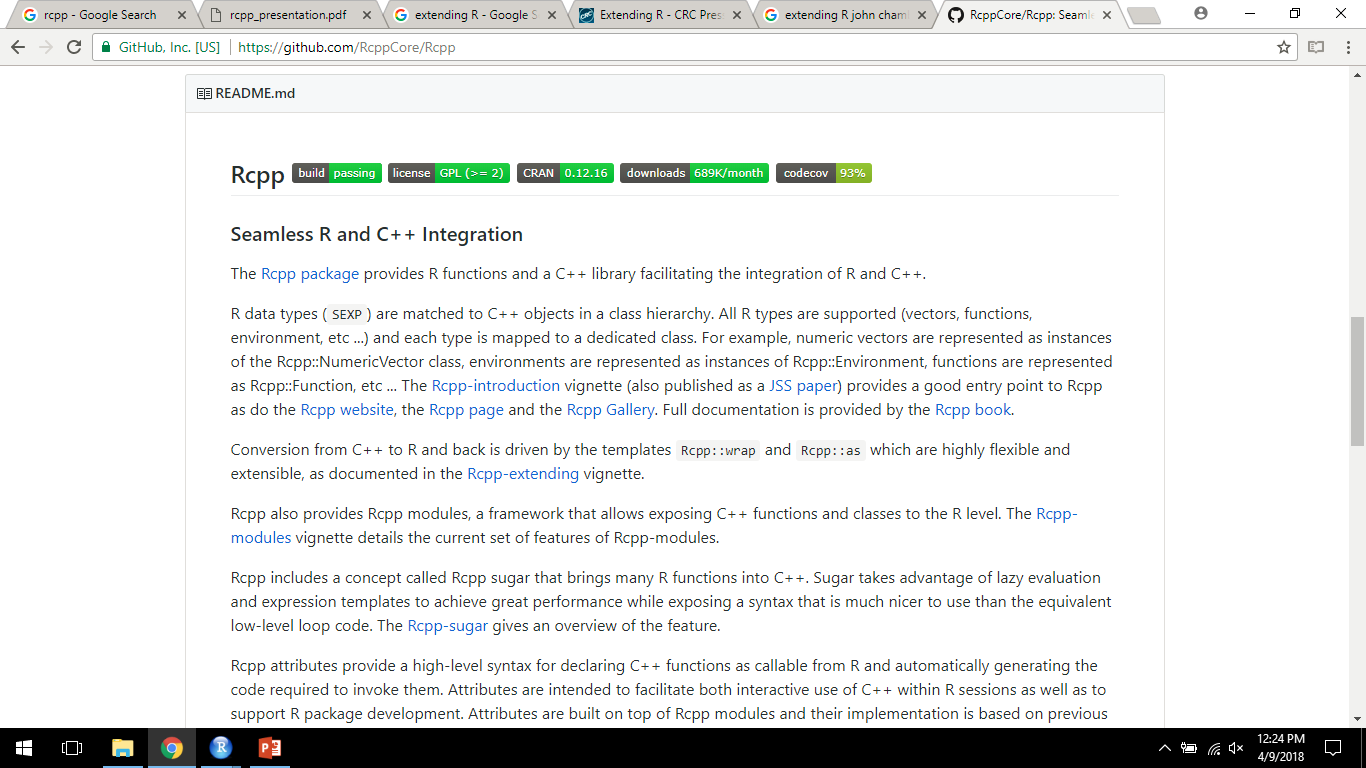 rcpp - Google Search
rcpp_presentation.pdf
extending R - Google S
Extending R - CRC Pres
extending R john cham
RcppCore/Rcpp: Seaml
GitHub, Inc. [US]
https://github.com/RcppCore/Rcpp
README.md
Rcpp
build passing
license GPL (>= 2)
CRAN 0.12.16
downloads 689K/month
codecov 93%
Seamless R and C++ Integration
The Rcpp package provides R functions and a C++ library facilitating the integration of R and C++.
R data types ( SEXP ) are matched to C++ objects in a class hierarchy. All R types are supported (vectors, functions,
environment, etc ...) and each type is mapped to a dedicated class. For example, numeric vectors are represented as instances
of the Rcpp::NumericVector class, environments are represented as instances of Rcpp::Environment, functions are represented
as Rcpp::Function, etc ... The Rcpp-introduction vignette (also published as a JSS paper) provides a good entry point to Rcpp
as do the Rcpp website, the Rcpp page and the Rcpp Gallery. Full documentation is provided by the Rcpp book.
Conversion from C++ to R and back is driven by the templates Rcpp::wrap and Rcpp::as which are highly flexible and
extensible, as documented in the Rcpp-extending vignette.
Rcpp also provides Rcpp modules, a framework that allows exposing C++ functions and classes to the R level. The Rcpp-
modules vignette details the current set of features of Rcpp-modules.
Rcpp includes a concept called Rcpp sugar that brings many R functions into C++. Sugar takes advantage of lazy evaluation
and expression templates to achieve great performance while exposing a syntax that is much nicer to use than the equivalent
low-level loop code. The Rcpp-sugar gives an overview of the feature.
Rcpp attributes provide a high-level syntax for declaring C++ functions as callable from R and automatically generating the
code required to invoke them. Attributes are intended to facilitate both interactive use of C++ within R sessions as well as to
support R package development. Attributes are built on top of Rcpp modules and their implementation is based on previous
12:24 PM
4/9/2018